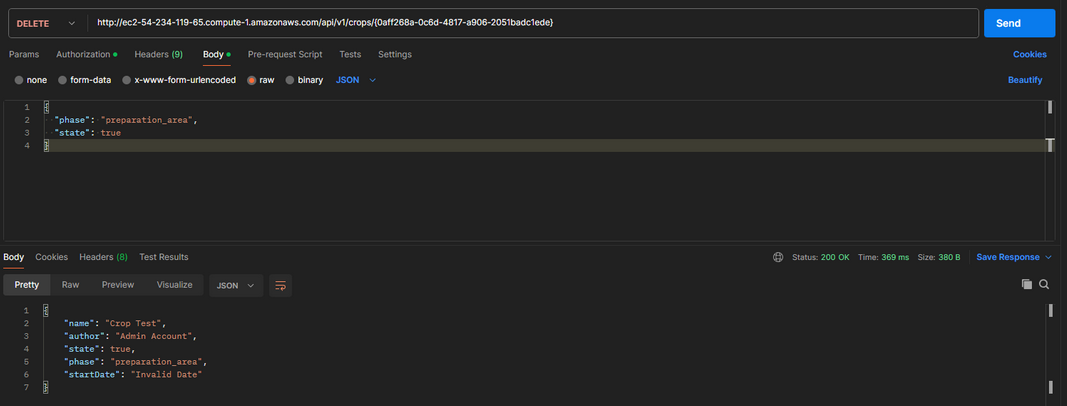 DELETE http://ec2-54-234-119-65.compute-1.amazonaws.com/api/v1/crops/{0aff268a-0c6d-4817-a906-2051badc1ede} Send
Params Authorization Headers (9) Body Pre-request Script Tests Settings Cookies
none form-data x-www-form-urlencoded raw binary JSON Beautify
1 {
2 "phase": "preparation_area",
3 "state": true
4 }
Body Cookies Headers (8) Test Results Status: 200 OK Time: 369 ms Size: 380 B Save Response
Pretty Raw Preview Visualize JSON
1 {
2 "name": "Crop Test",
3 "author": "Admin Account",
4 "state": true,
5 "phase": "preparation_area",
6 "startDate": "Invalid Date"
7 }